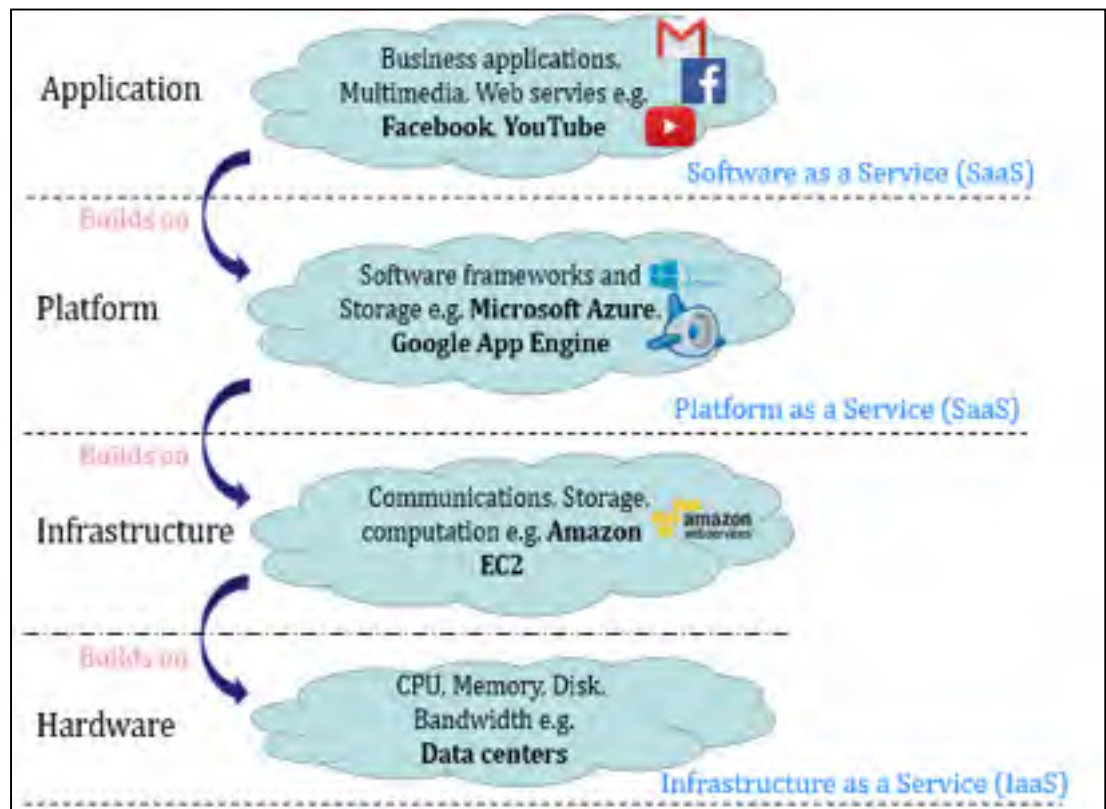 Application
Business applications,
Multimedia, Web servies e.g.
Facebook, YouTube
Software as a Service (SaaS)
Builds on
Platform
Software frameworks and
Storage e.g. Microsoft Azure,
Google App Engine
Platform as a Service (SaaS)
Builds on
Infrastructure
Communications, Storage,
computation e.g. Amazon
EC2
amazon
webservices
Builds on
Hardware
CPU, Memory, Disk,
Bandwidth e.g.
Data centers
Infrastructure as a Service (IaaS)